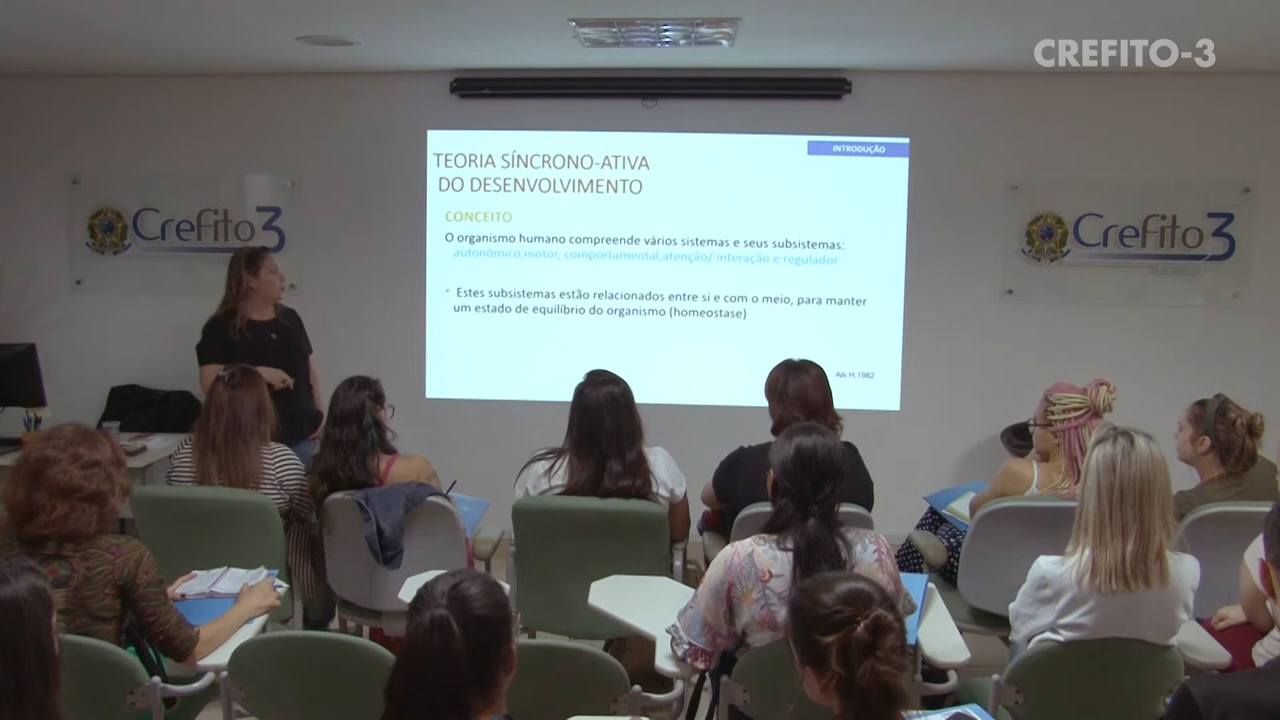 CREFITO-3
INTRODUÇÃO
TEORIA SÍNCRONO-ATIVA
DO DESENVOLVIMENTO
CONCEITO
O organismo humano compreende vários sistemas e seus subsistemas:
autonômico,motor, comportamental,atenção/ interação e regulador
• Estes subsistemas estão relacionados entre si e com o meio, para manter
um estado de equilíbrio do organismo (homeostase)
Als H,1982
Crefito3
Crefito3